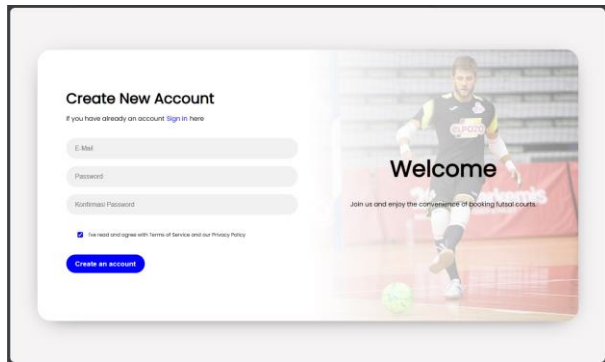 Create New Account
if you have already an account Sign in here
E-Mail
Password
Konfirmasi Password
I've read and agree with Terms of Service and our Privacy Policy
Create an account
ELPOZO
Welcome
Join us and enjoy the convenience of booking futsal courts.